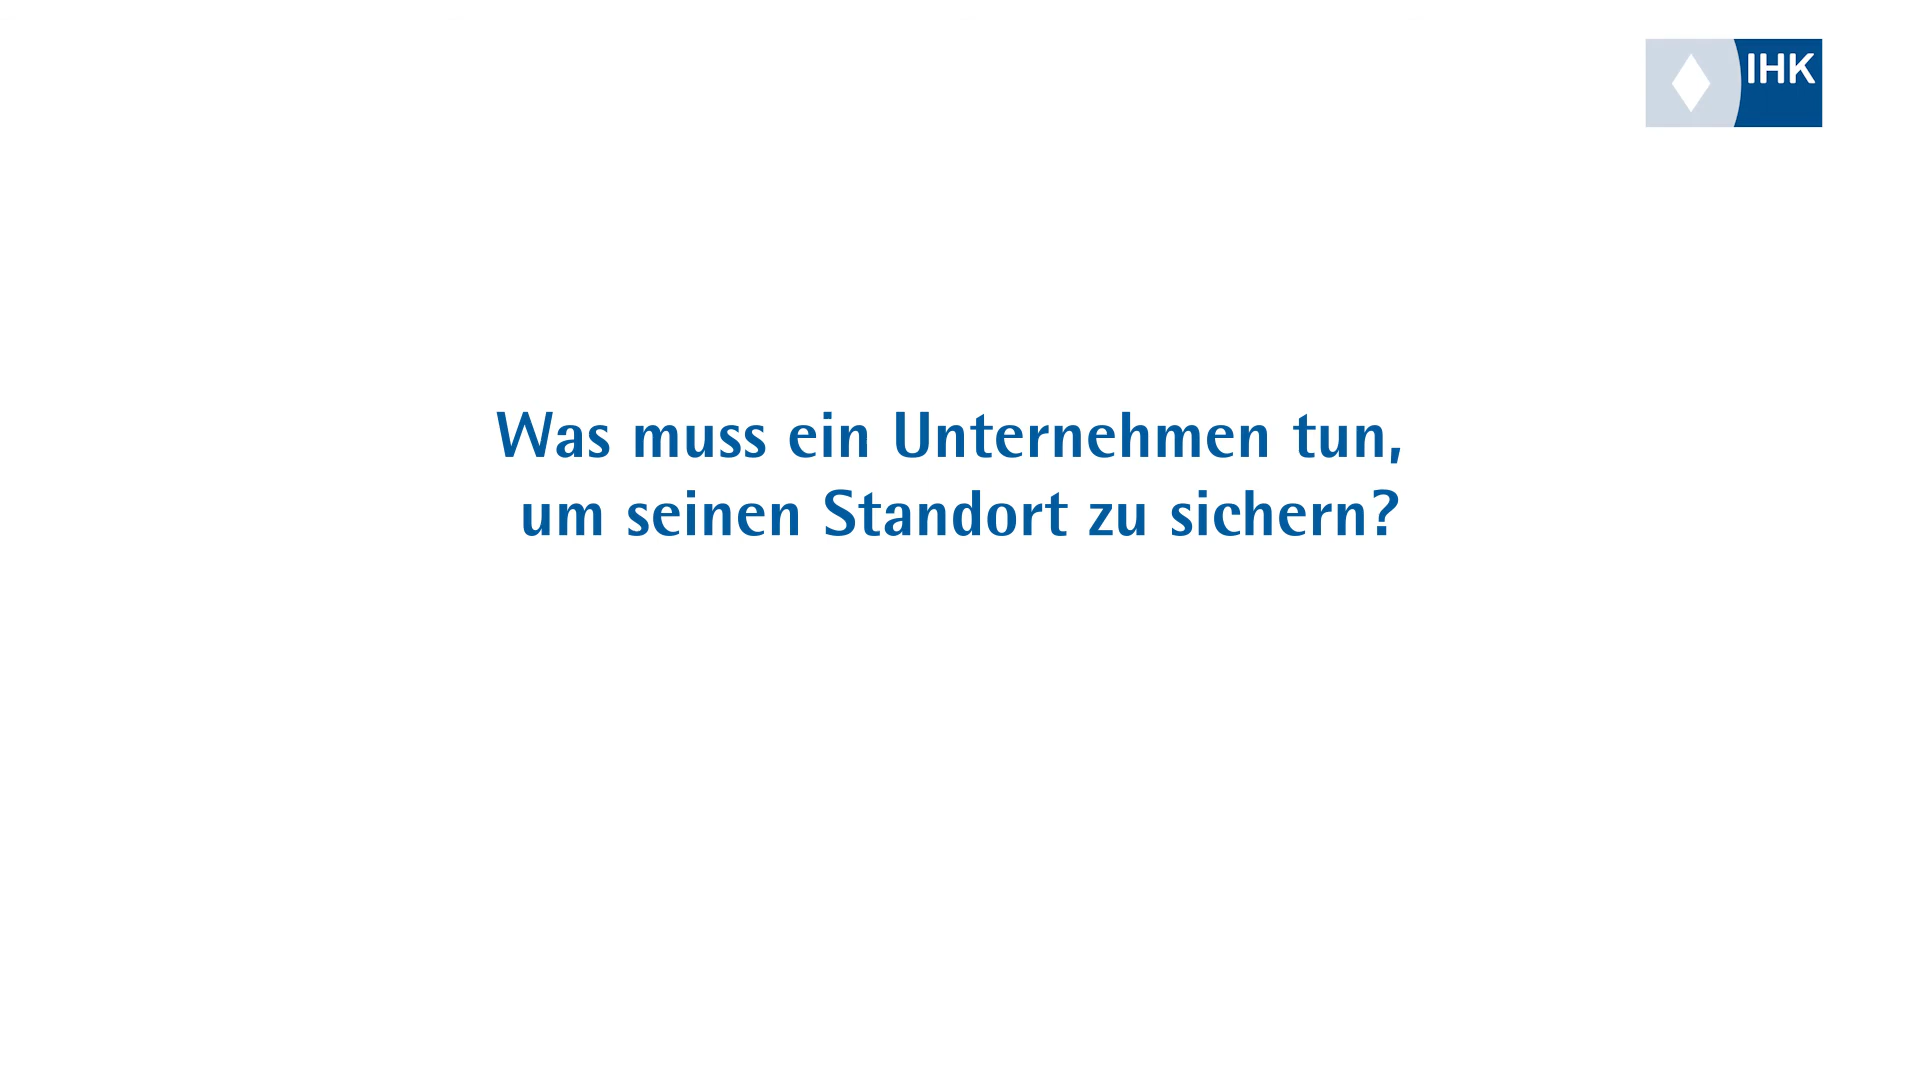 IHK
Was muss ein Unternehmen tun,
um seinen Standort zu sichern?